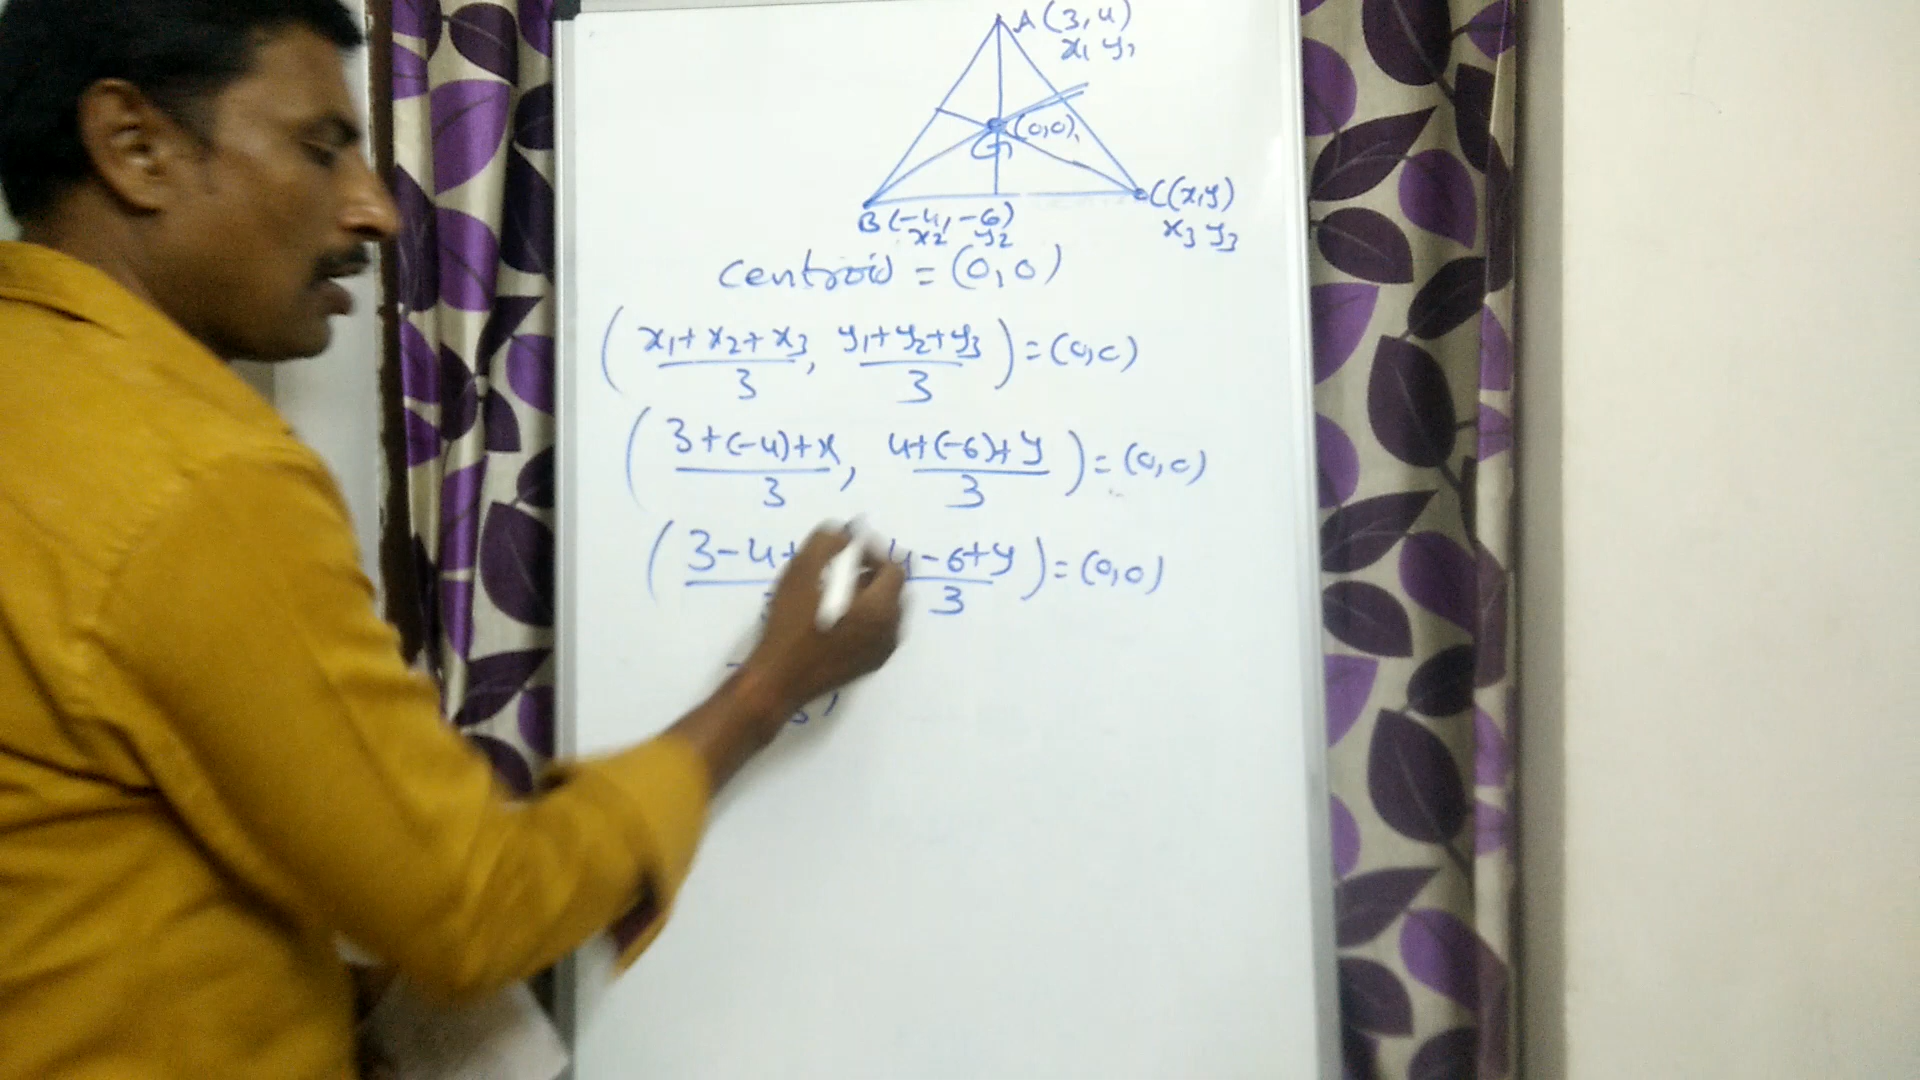 A(3,4)
x₁ y₁
(0,0)
G
C(x,y)
B(-4,-6)
x₂ y₂
x₃ y₃
centroid = (0,0)
(x₁+x₂+x₃/3, y₁+y₂+y₃/3) = (0,0)
(3+(-4)+x/3, 4+(-6)+y/3) = (0,0)
(3-4+ 4-6+y/3) = (0,0)
3,